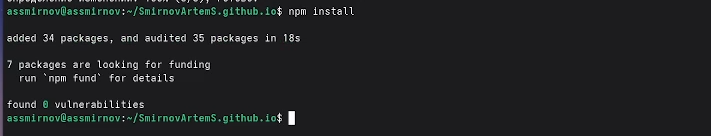 assmirnov@assmirnov:~/SmirnovArtemS.github.io$ npm install
added 34 packages, and audited 35 packages in 18s
7 packages are looking for funding
run `npm fund` for details
found 0 vulnerabilities
assmirnov@assmirnov:~/SmirnovArtemS.github.io$